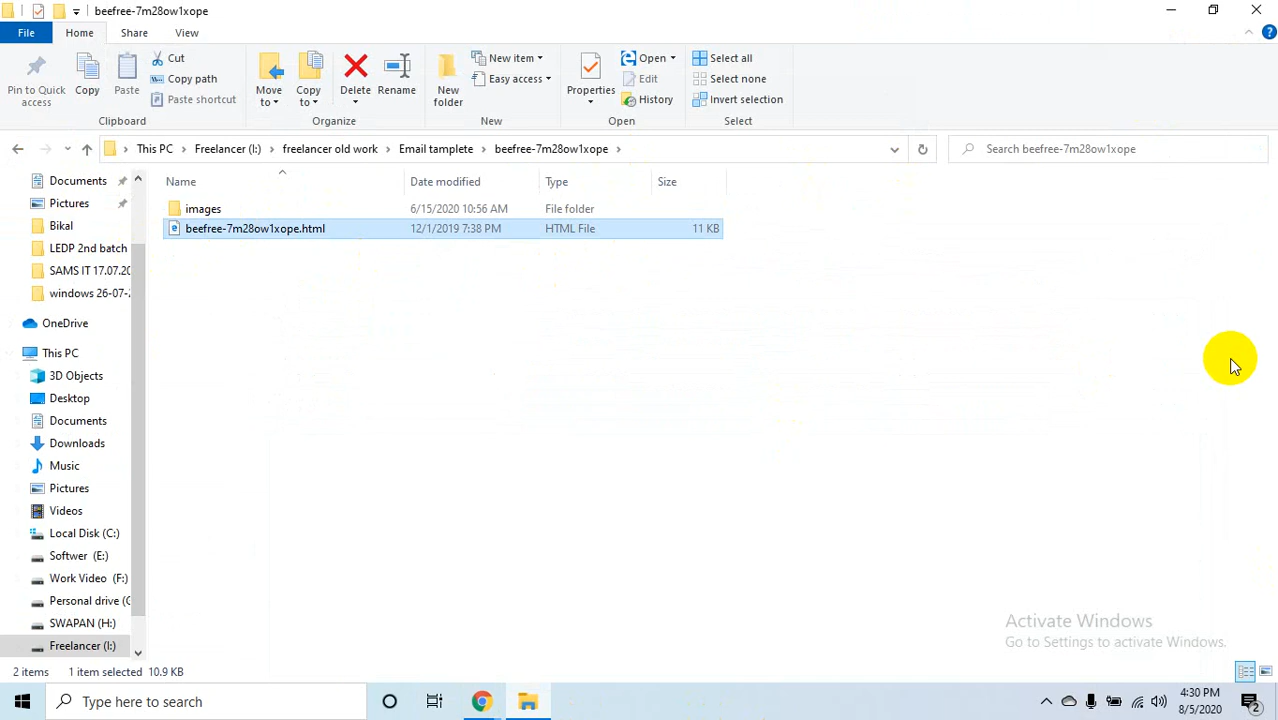 beefree-7m28ow1xope
File Home Share View
Pin to Quick access
Copy
Paste
Cut
Copy path
Paste shortcut
Clipboard
Move to
Copy to
Delete
Rename
Organize
New folder
New item
Easy access
New
Properties
Open
Edit
History
Open
Select all
Select none
Invert selection
Select
This PC Freelancer (I:) freelancer old work Email tamplete beefree-7m28ow1xope
Search beefree-7m28ow1xope
Name Date modified Type Size
images 6/15/2020 10:56 AM File folder
beefree-7m28ow1xope.html 12/1/2019 7:38 PM HTML File 11 KB
Documents
Pictures
Bikal
LEDP 2nd batch
SAMS IT 17.07.20
windows 26-07-2
OneDrive
This PC
3D Objects
Desktop
Documents
Downloads
Music
Pictures
Videos
Local Disk (C:)
Softwer (E:)
Work Video (F:)
Personal drive (G
SWAPAN (H:)
Freelancer (I:)
Activate Windows
Go to Settings to activate Windows.
2 items 1 item selected 10.9 KB
Type here to search
4:30 PM
8/5/2020
2